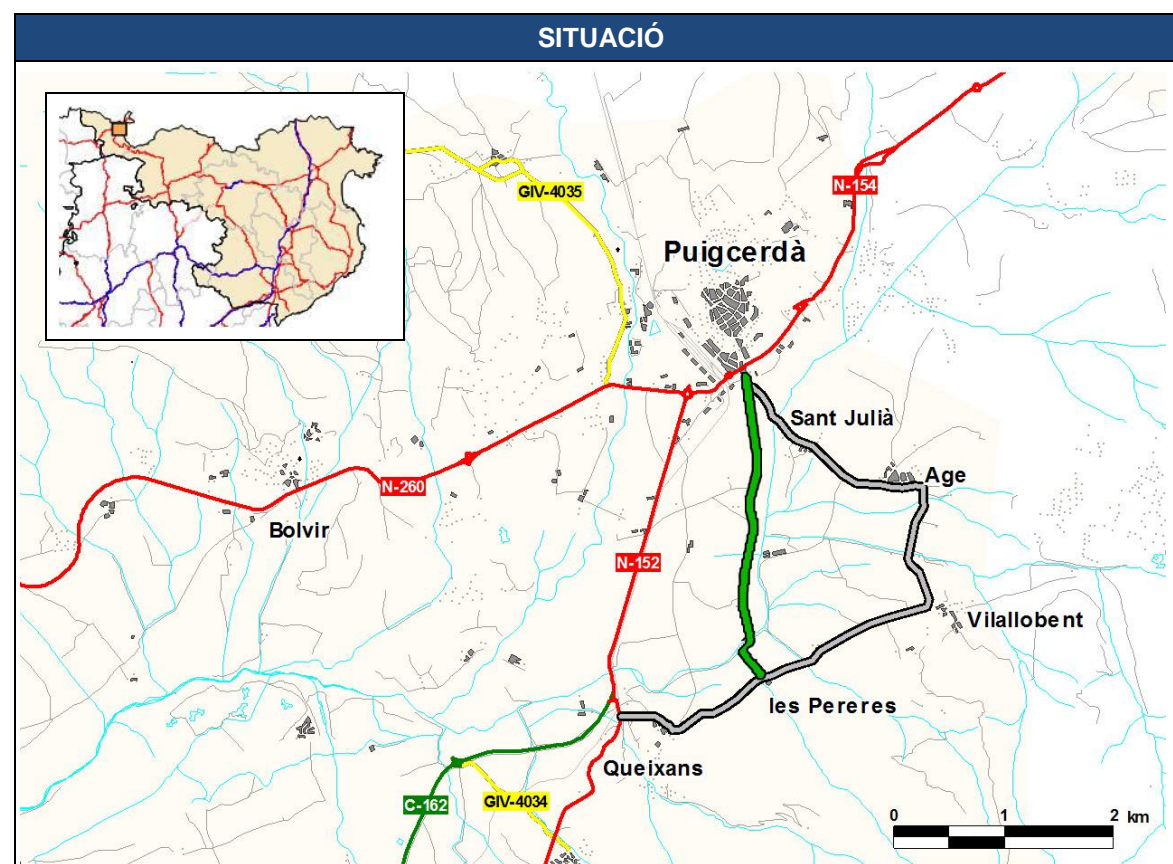 SITUACIÓ
GIV-4035
N-154
Puigcerdà
Sant Julià
Age
N-260
Bolvir
N-152
Vilallobent
les Pereres
Queixans
C-162
GIV-4034
0 1 2 km